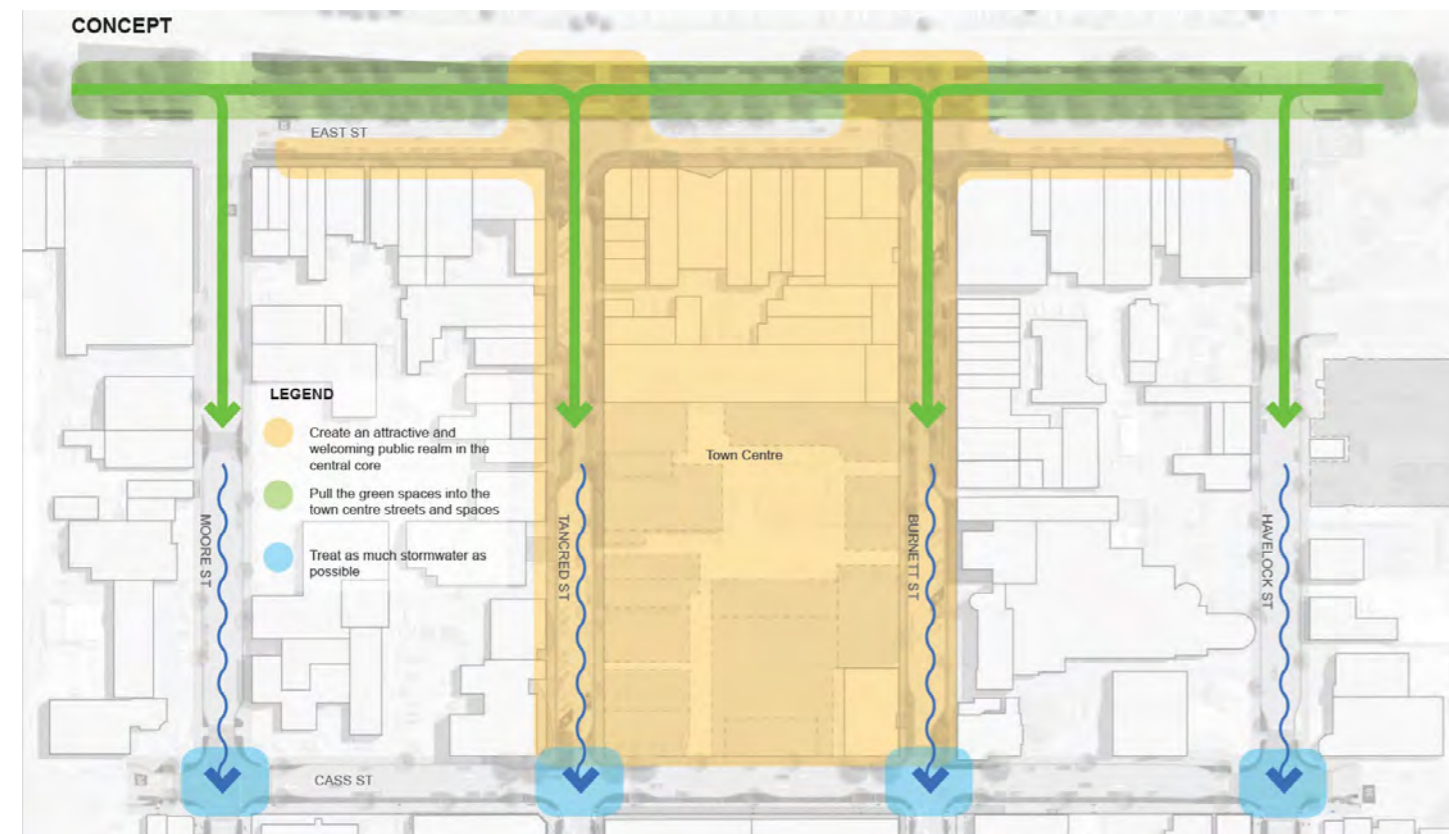 CONCEPT
EAST ST
LEGEND
Create an attractive and
welcoming public realm in the
central core
Pull the green spaces into the
town centre streets and spaces
Treat as much stormwater as
possible
Town Centre
MOORE ST
TANCRED ST
BURNETT ST
HAVELOCK ST
CASS ST